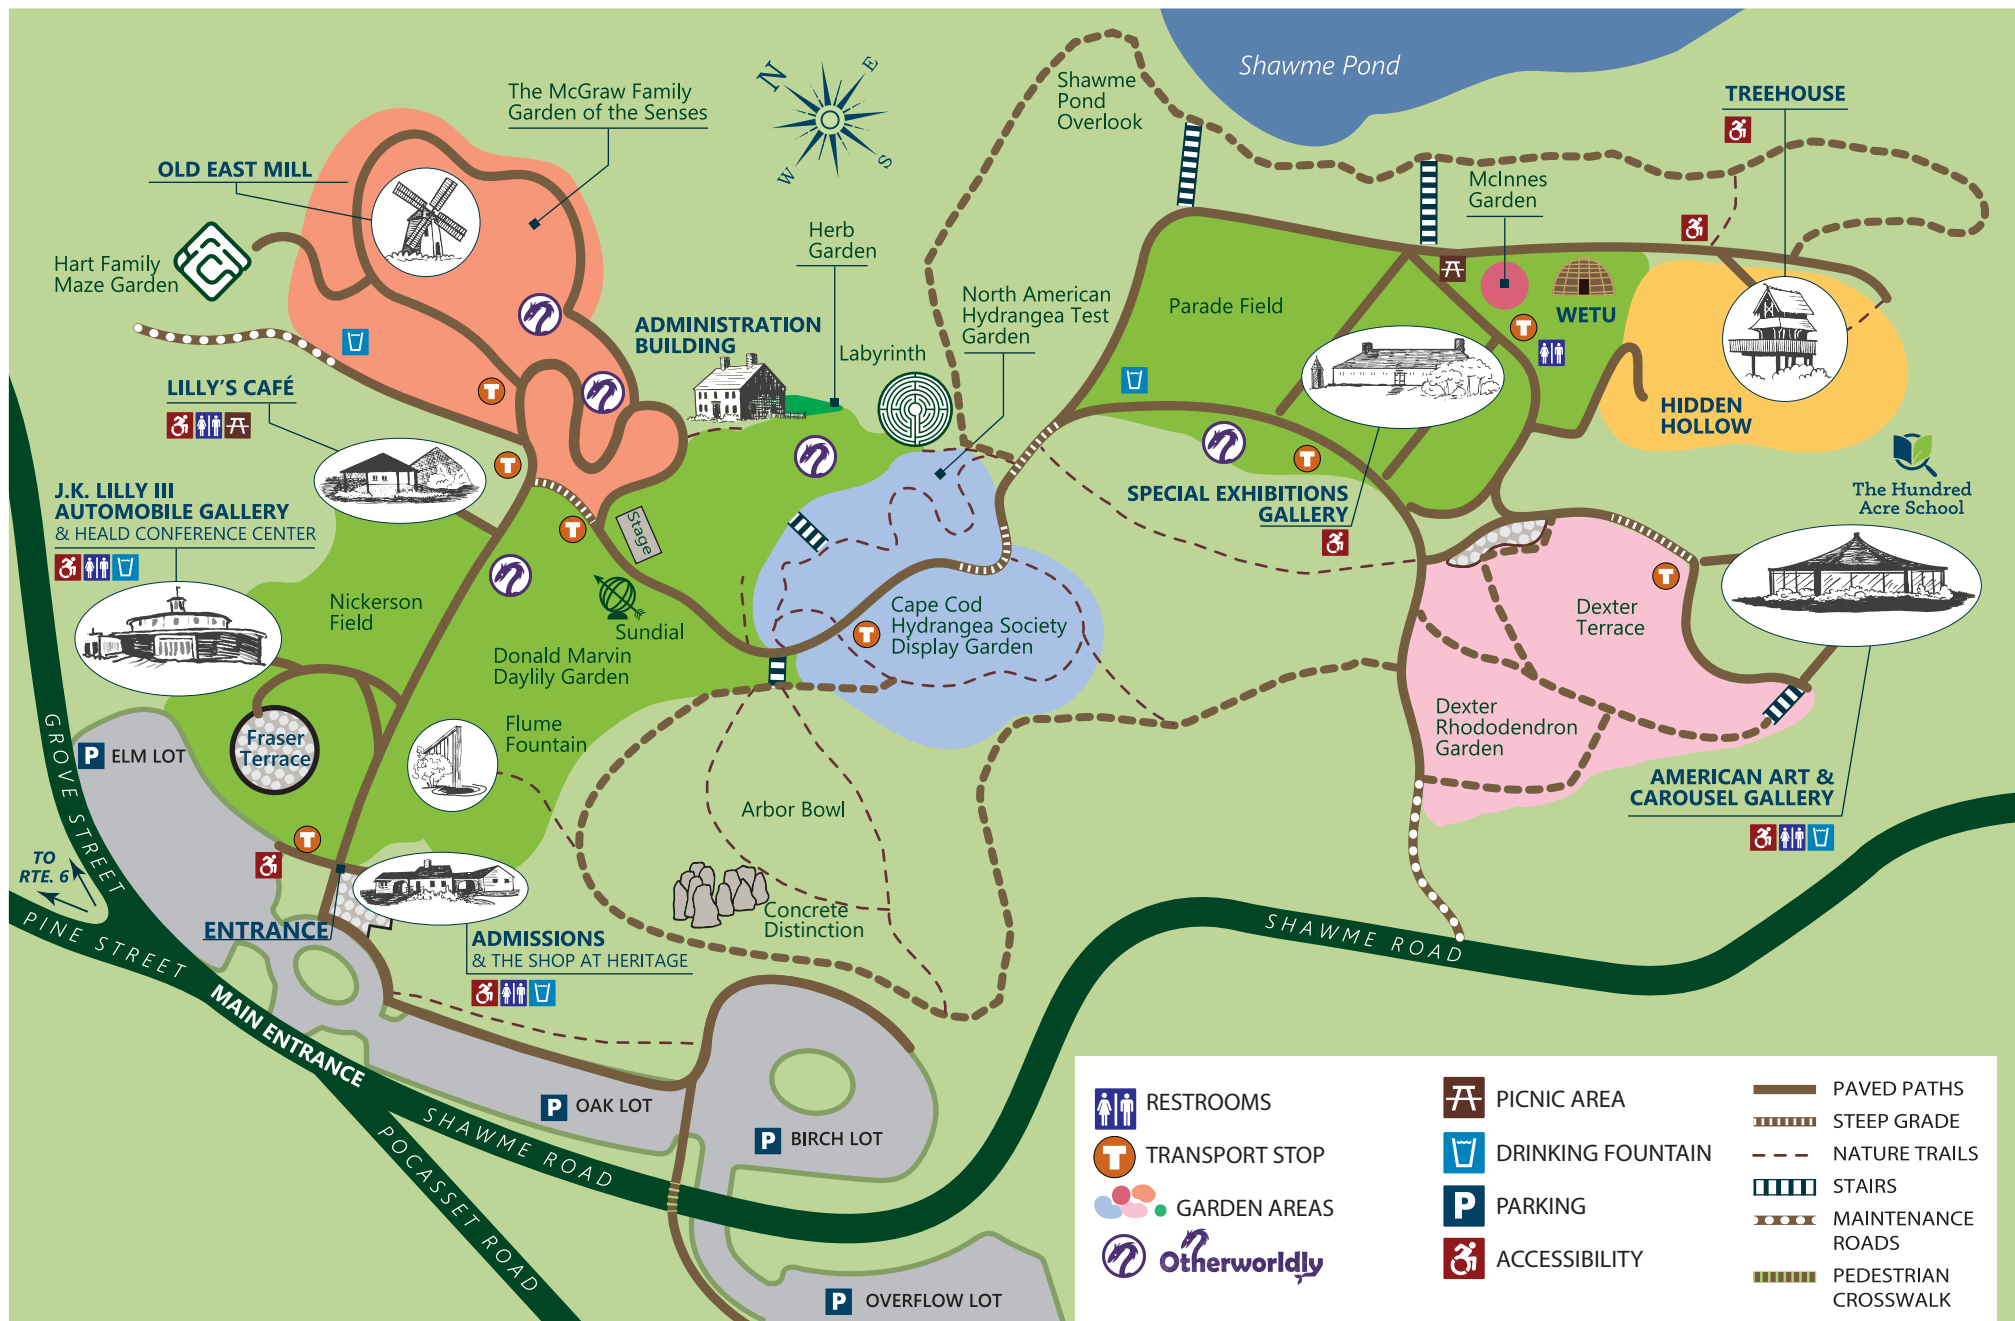 Shawme Pond
N
E
W
S
The McGraw Family
Garden of the Senses
Shawme
Pond
Overlook
TREEHOUSE
OLD EAST MILL
McInnes
Garden
Herb
Garden
Hart Family
Maze Garden
North American
Hydrangea Test
Garden
Parade Field
WETU
ADMINISTRATION
BUILDING
Labyrinth
T
T
LILLY'S CAFÉ
HIDDEN
HOLLOW
T
T
J.K. LILLY III
AUTOMOBILE GALLERY
& HEALD CONFERENCE CENTER
SPECIAL EXHIBITIONS
GALLERY
The Hundred
Acre School
T
Stage
T
Nickerson
Field
Sundial
Cape Cod
Hydrangea Society
Display Garden
T
Dexter
Terrace
Donald Marvin
Daylily Garden
Flume
Fountain
Dexter
Rhododendron
Garden
Fraser
Terrace
P ELM LOT
GROVE STREET
AMERICAN ART &
CAROUSEL GALLERY
Arbor Bowl
T
TO
RTE. 6
Concrete
Distinction
ENTRANCE
PINE STREET
ADMISSIONS
& THE SHOP AT HERITAGE
SHAWME ROAD
MAIN ENTRANCE
P OAK LOT
SHAWME ROAD
P BIRCH LOT
POCASSET ROAD
P OVERFLOW LOT
RESTROOMS
T TRANSPORT STOP
GARDEN AREAS
Otherworldly
PICNIC AREA
DRINKING FOUNTAIN
P PARKING
ACCESSIBILITY
PAVED PATHS
STEEP GRADE
NATURE TRAILS
STAIRS
MAINTENANCE
ROADS
PEDESTRIAN
CROSSWALK